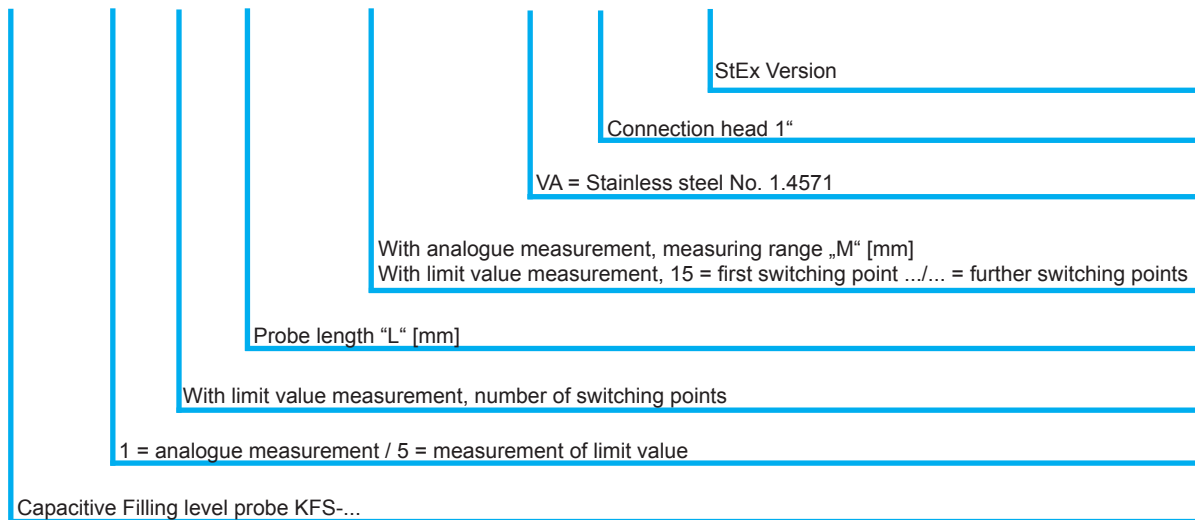 StEx Version
Connection head 1“
VA = Stainless steel No. 1.4571
With analogue measurement, measuring range „M“ [mm]
With limit value measurement, 15 = first switching point .../... = further switching points
Probe length “L“ [mm]
With limit value measurement, number of switching points
1 = analogue measurement / 5 = measurement of limit value
Capacitive Filling level probe KFS-...